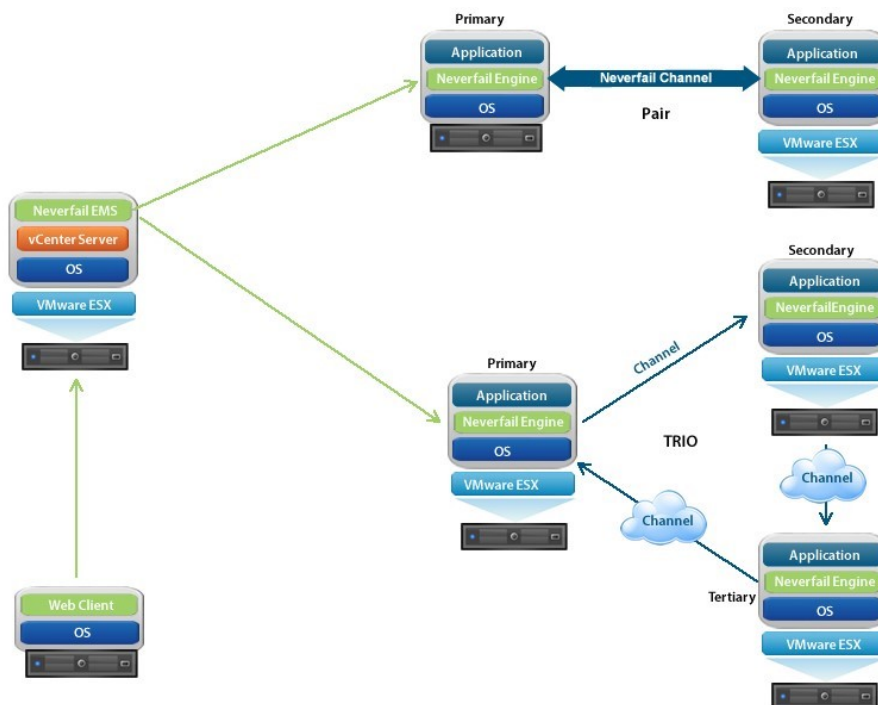 Primary
Application
Neverfail Engine
OS
Neverfail Channel
Pair
Secondary
Application
Neverfail Engine
OS
VMware ESX
Neverfail EMS
vCenter Server
OS
VMware ESX
Web Client
OS
Primary
Application
Neverfail Engine
OS
VMware ESX
Channel
TRIO
Channel
Secondary
Application
NeverfailEngine
OS
VMware ESX
Channel
Tertiary
Application
Neverfail Engine
OS
VMware ESX